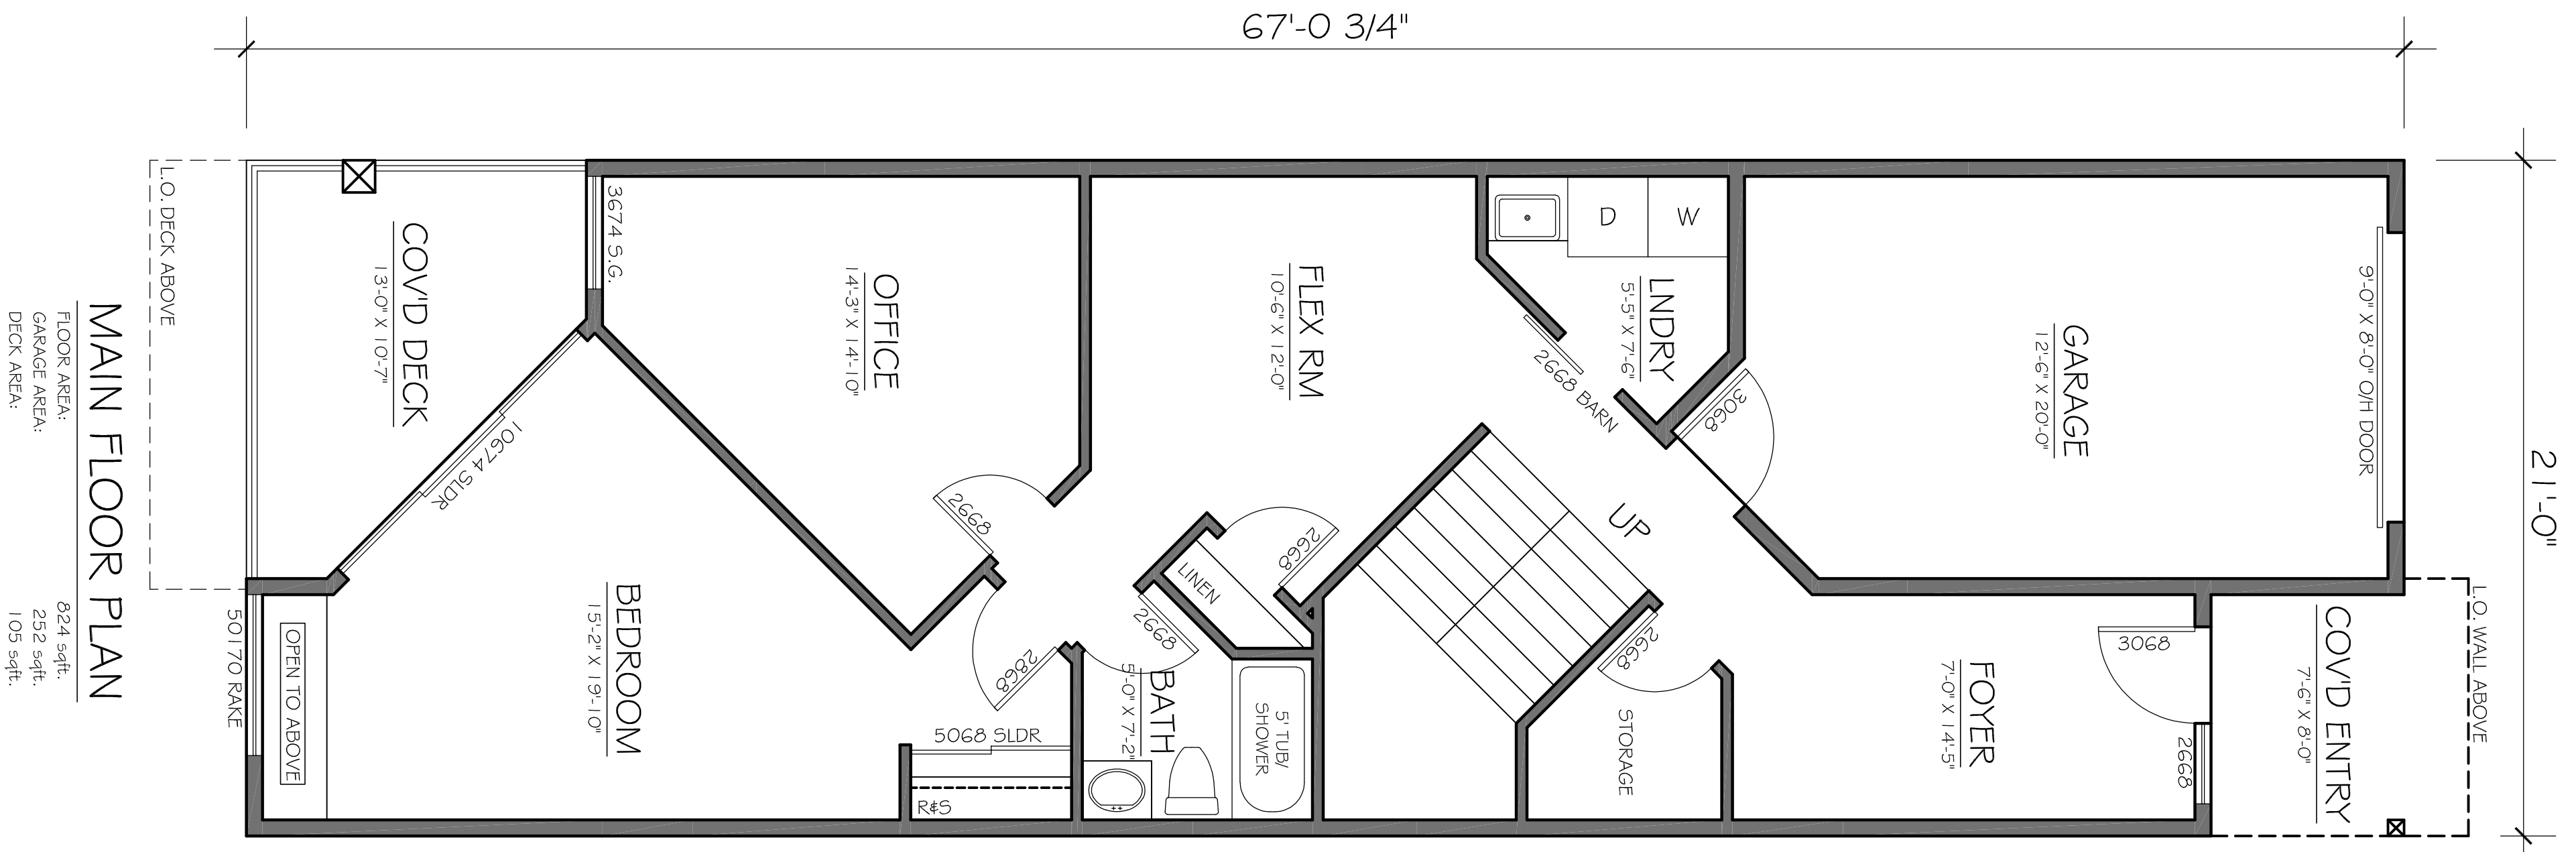 67'-0 3/4"
21'-0"
L.O. DECK ABOVE
COV'D DECK
13'-0" X 10'-7"
3674 S.G.
10674 SLDR
OFFICE
14'-3" X 14'-10"
2668
FLEX RM
10'-6" X 12'-0"
D
W
LNDRY
5'-5" X 7'-6"
2668 BARN
3068
GARAGE
12'-6" X 20'-0"
9'-0" X 8'-0" O/H DOOR
UP
LINEN
2668
BEDROOM
15'-2" X 19'-10"
50170 RAKE
OPEN TO ABOVE
2868
5068 SLDR
R&S
2668
BATH
5'-0" X 7'-2"
5' TUB/
SHOWER
2668
STORAGE
FOYER
7'-0" X 14'-5"
3068
2668
COV'D ENTRY
7'-6" X 8'-0"
L.O. WALL ABOVE
MAIN FLOOR PLAN
FLOOR AREA: 824 sqft.
GARAGE AREA: 252 sqft.
DECK AREA: 105 sqft.